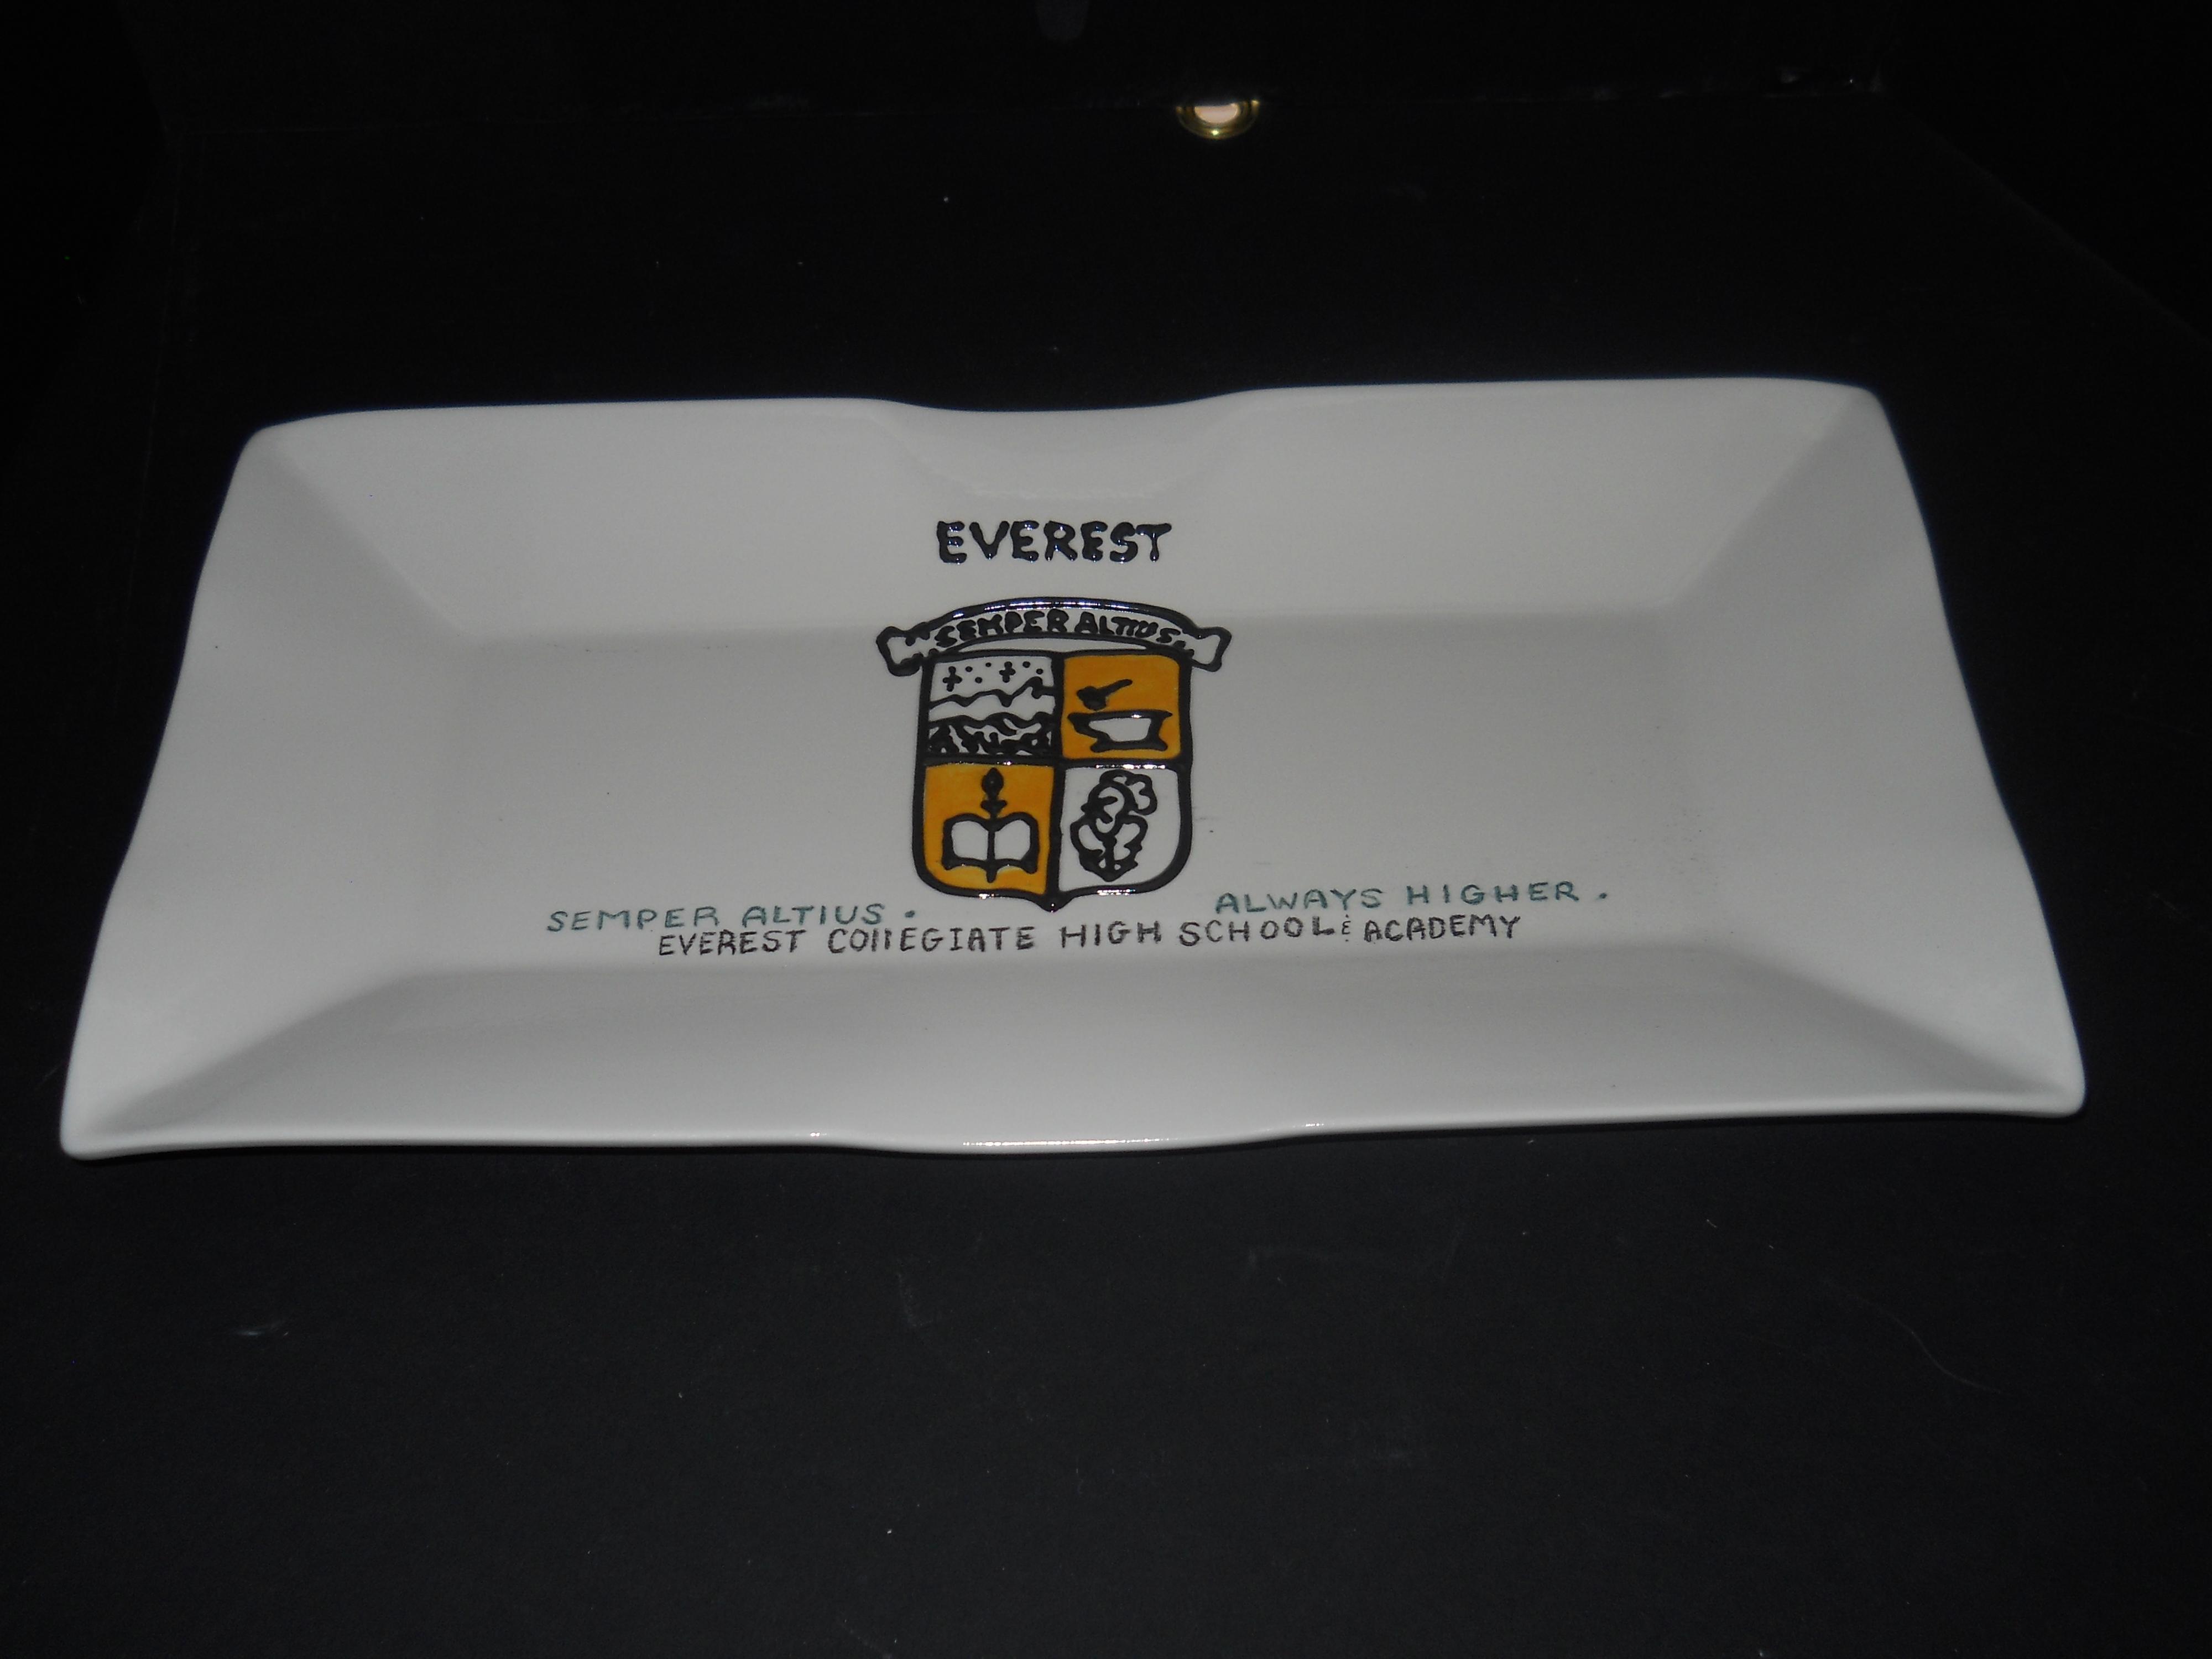 EVEREST
SEMPER ALTIUS
SEMPER ALTIUS. ALWAYS HIGHER.
EVEREST COllEGIATE HIGH SCHOOL & ACADEMY